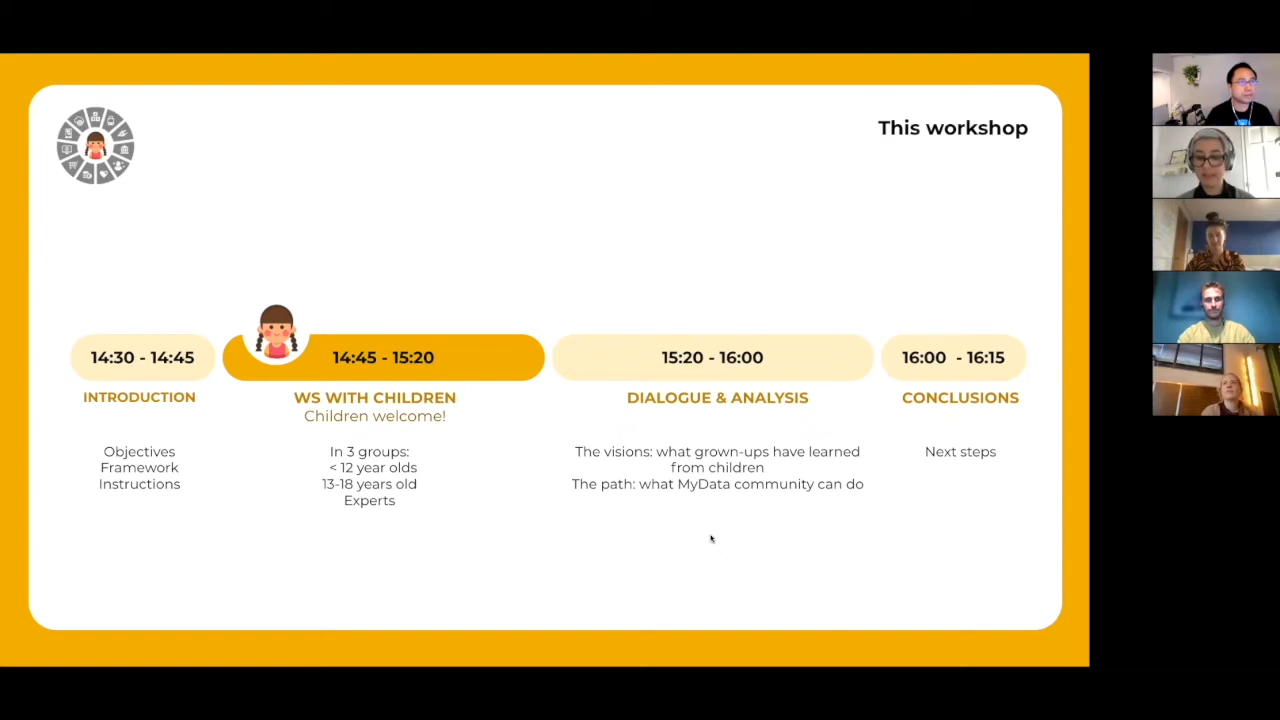 This workshop
14:30 - 14:45
14:45 - 15:20
15:20 - 16:00
16:00 - 16:15
INTRODUCTION
Objectives
Framework
Instructions
WS WITH CHILDREN
Children welcome!
In 3 groups:
< 12 year olds
13-18 years old
Experts
DIALOGUE & ANALYSIS
The visions: what grown-ups have learned
from children
The path: what MyData community can do
CONCLUSIONS
Next steps